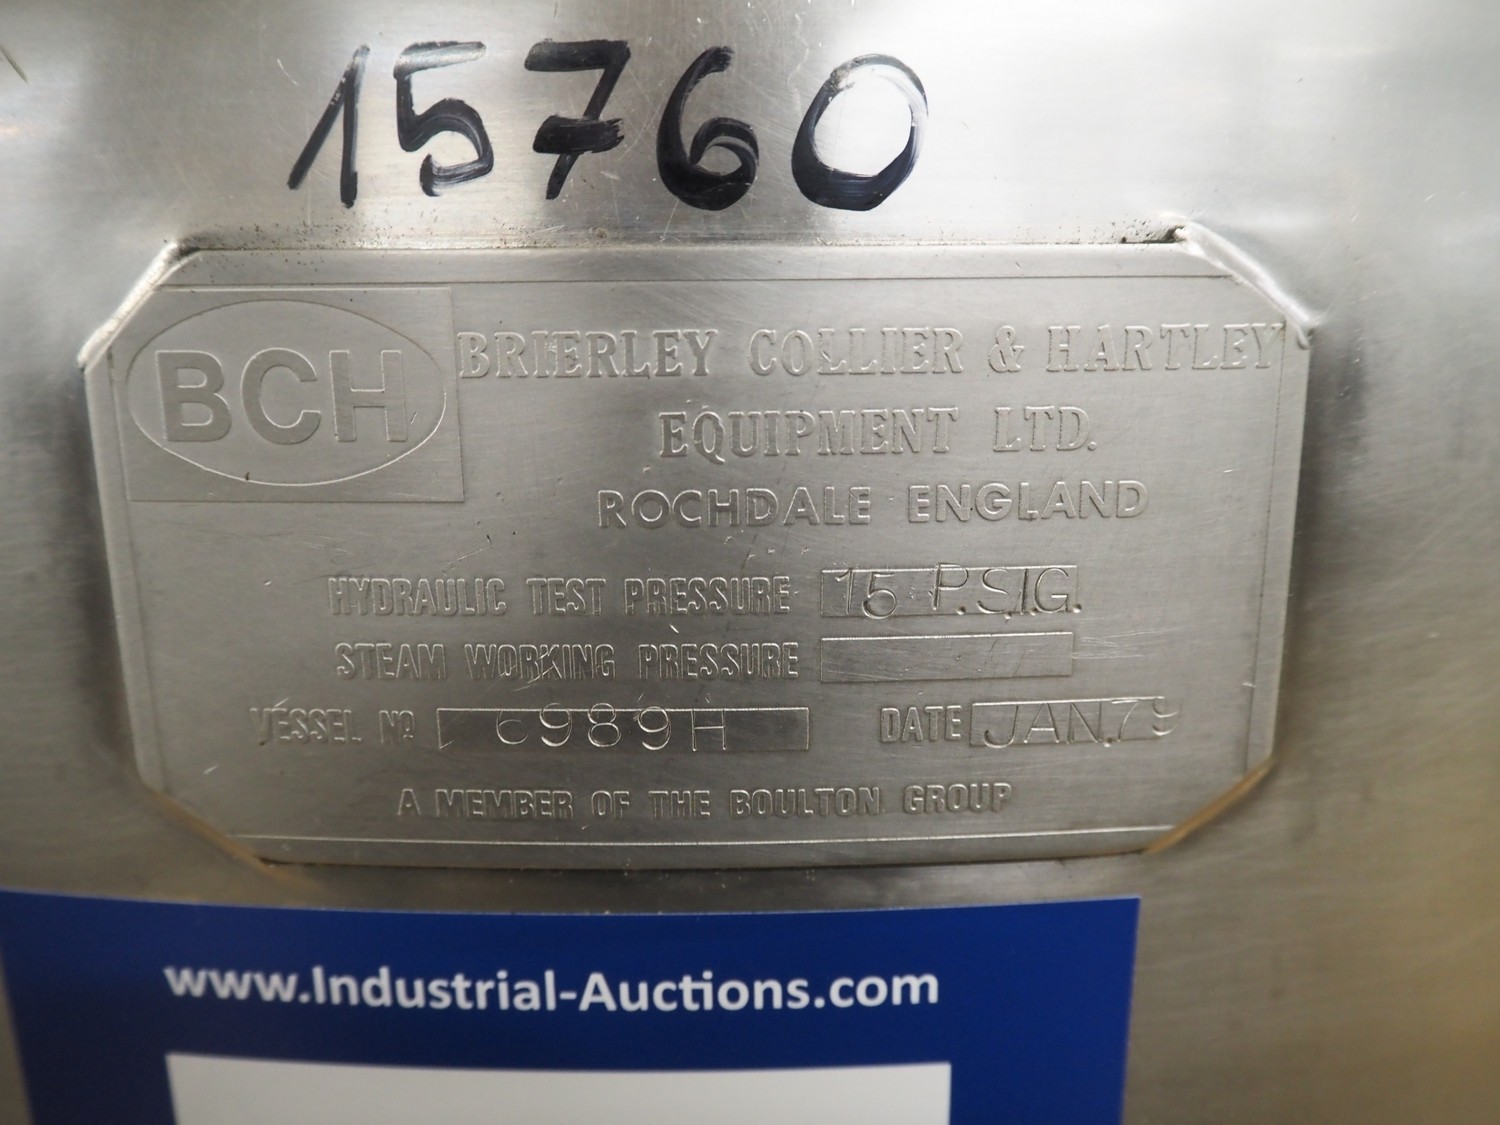 15760
BCH
BRIERLEY COLLIER & HARTLEY
EQUIPMENT LTD.
ROCHDALE ENGLAND
HYDRAULIC TEST PRESSURE 15 P.S.I.G.
STEAM WORKING PRESSURE
VESSEL NO 6989H DATE JAN.79
A MEMBER OF THE BOULTON GROUP
www.Industrial-Auctions.com